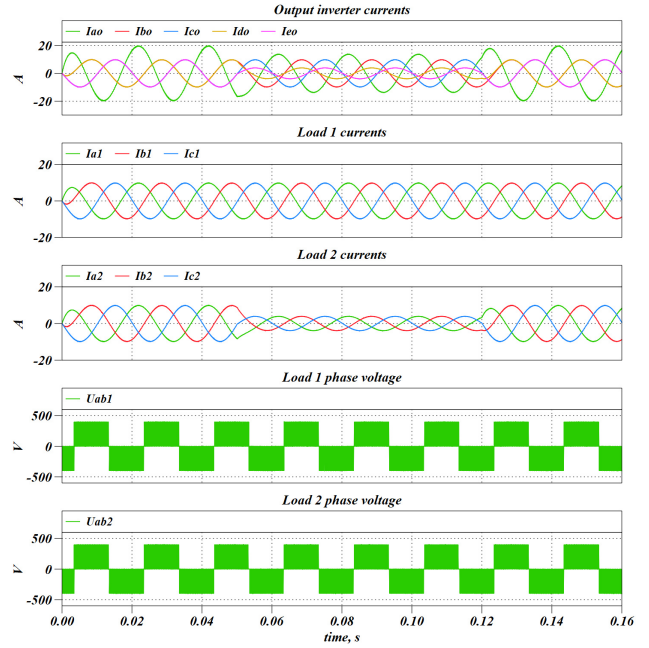 Output inverter currents
Iao Ibo Ico Ido Ieo
20
0
-20
A
Load 1 currents
Ia1 Ib1 Ic1
20
0
-20
A
Load 2 currents
Ia2 Ib2 Ic2
20
0
-20
A
Load 1 phase voltage
Uab1
500
0
-500
V
Load 2 phase voltage
Uab2
500
0
-500
V
0.00 0.02 0.04 0.06 0.08 0.10 0.12 0.14 0.16
time, s